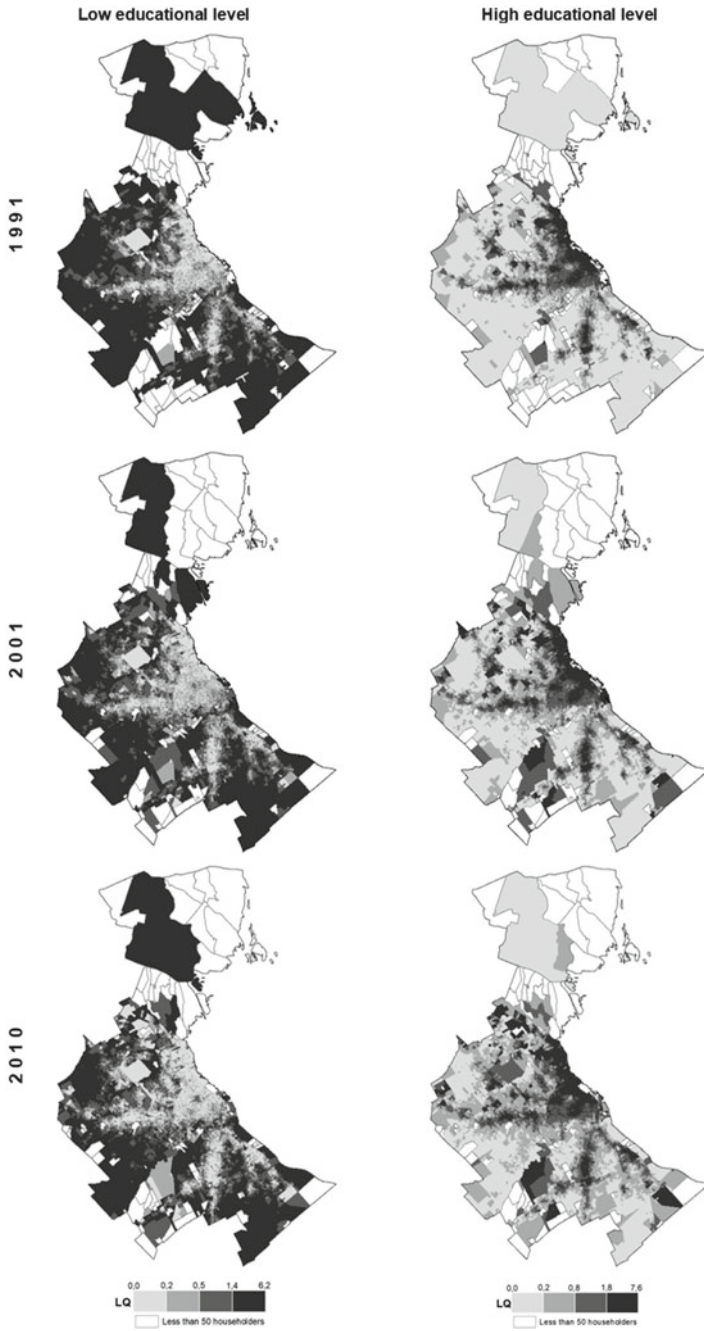 Low educational level
High educational level
1991
2001
2010
0,0 0,2 0,5 1,4 6,2
LQ
Less than 50 householders
0,0 0,2 0,8 1,8 7,6
LQ
Less than 50 householders